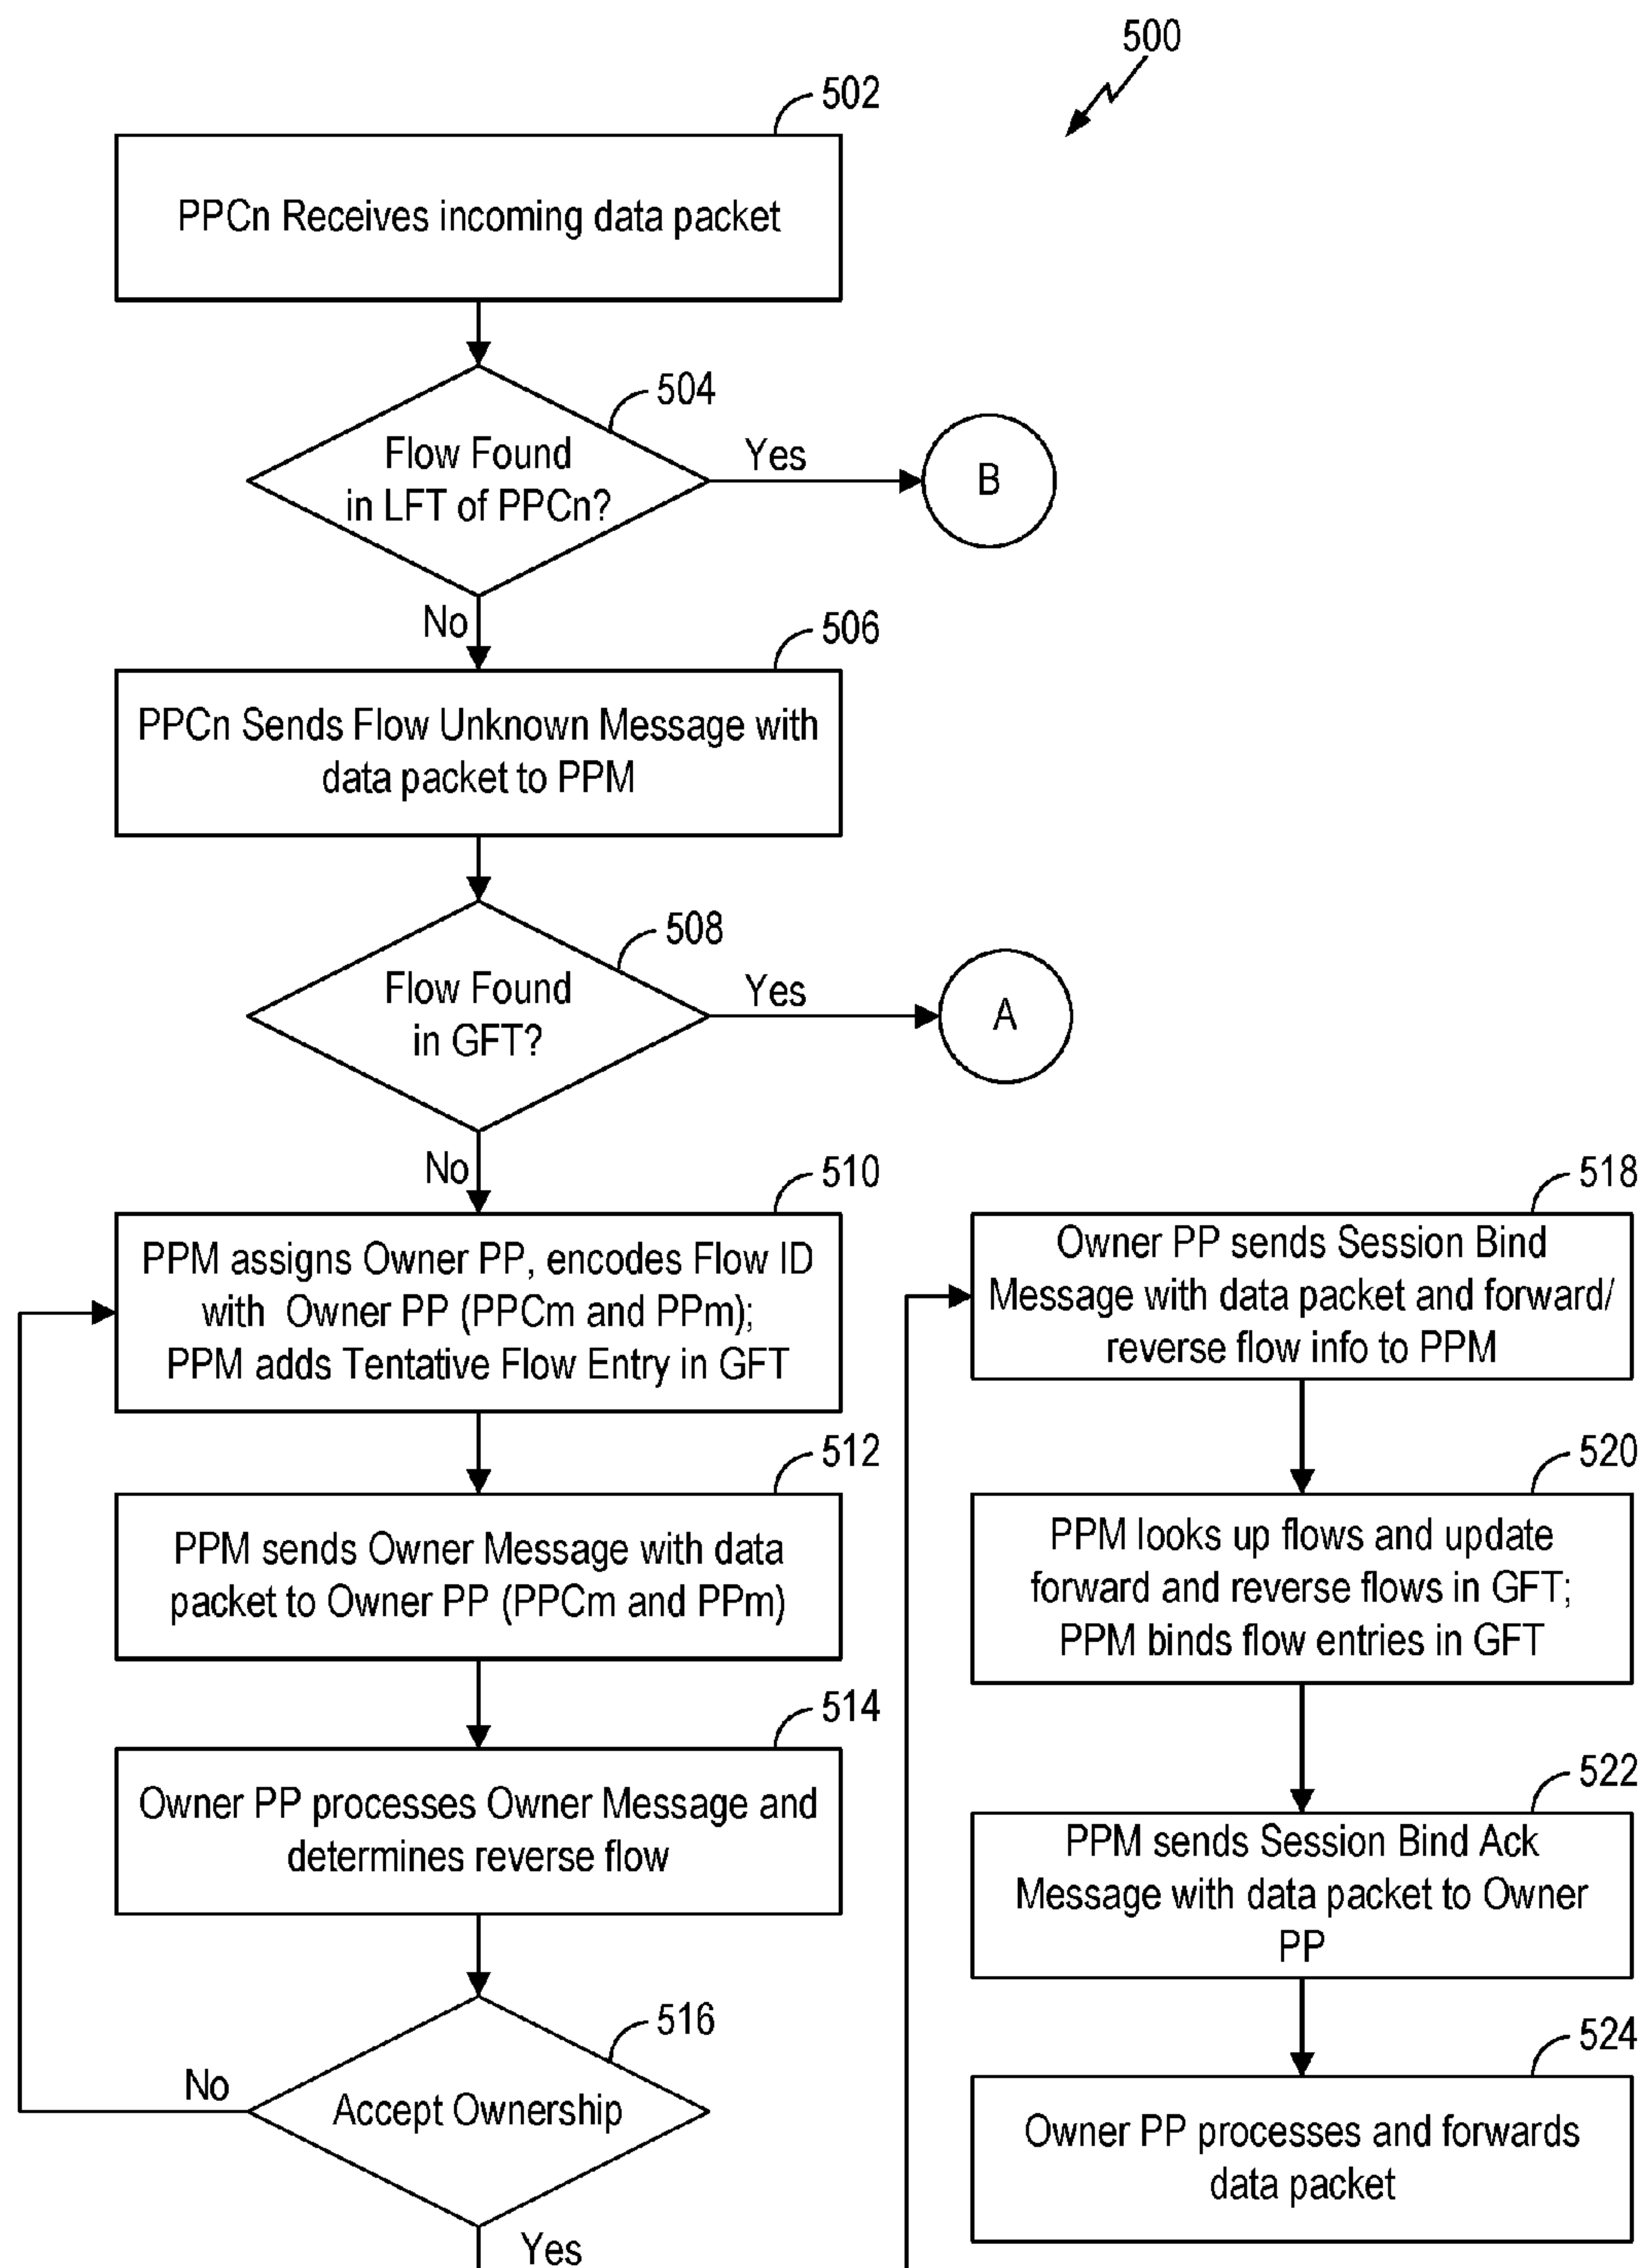 500
502
PPCn Receives incoming data packet
504
Flow Found
in LFT of PPCn?
Yes
B
No
506
PPCn Sends Flow Unknown Message with
data packet to PPM
508
Flow Found
in GFT?
Yes
A
No
510
PPM assigns Owner PP, encodes Flow ID
with Owner PP (PPCm and PPm);
PPM adds Tentative Flow Entry in GFT
512
PPM sends Owner Message with data
packet to Owner PP (PPCm and PPm)
514
Owner PP processes Owner Message and
determines reverse flow
516
Accept Ownership
No
Yes
518
Owner PP sends Session Bind
Message with data packet and forward/
reverse flow info to PPM
520
PPM looks up flows and update
forward and reverse flows in GFT;
PPM binds flow entries in GFT
522
PPM sends Session Bind Ack
Message with data packet to Owner
PP
524
Owner PP processes and forwards
data packet